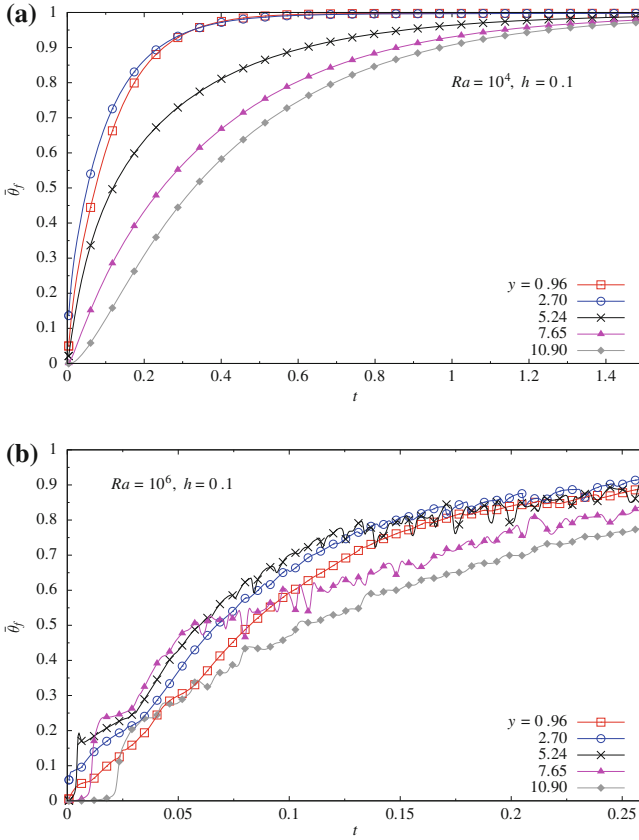 (a)
1
0.9
0.8
0.7
0.6
0.5
0.4
0.3
0.2
0.1
0
θ̄f
Ra = 10⁴, h = 0.1
y = 0.96
2.70
5.24
7.65
10.90
0 0.2 0.4 0.6 0.8 1 1.2 1.4
t
(b)
1
0.9
0.8
0.7
0.6
0.5
0.4
0.3
0.2
0.1
0
θ̄f
Ra = 10⁶, h = 0.1
y = 0.96
2.70
5.24
7.65
10.90
0 0.05 0.1 0.15 0.2 0.25
t